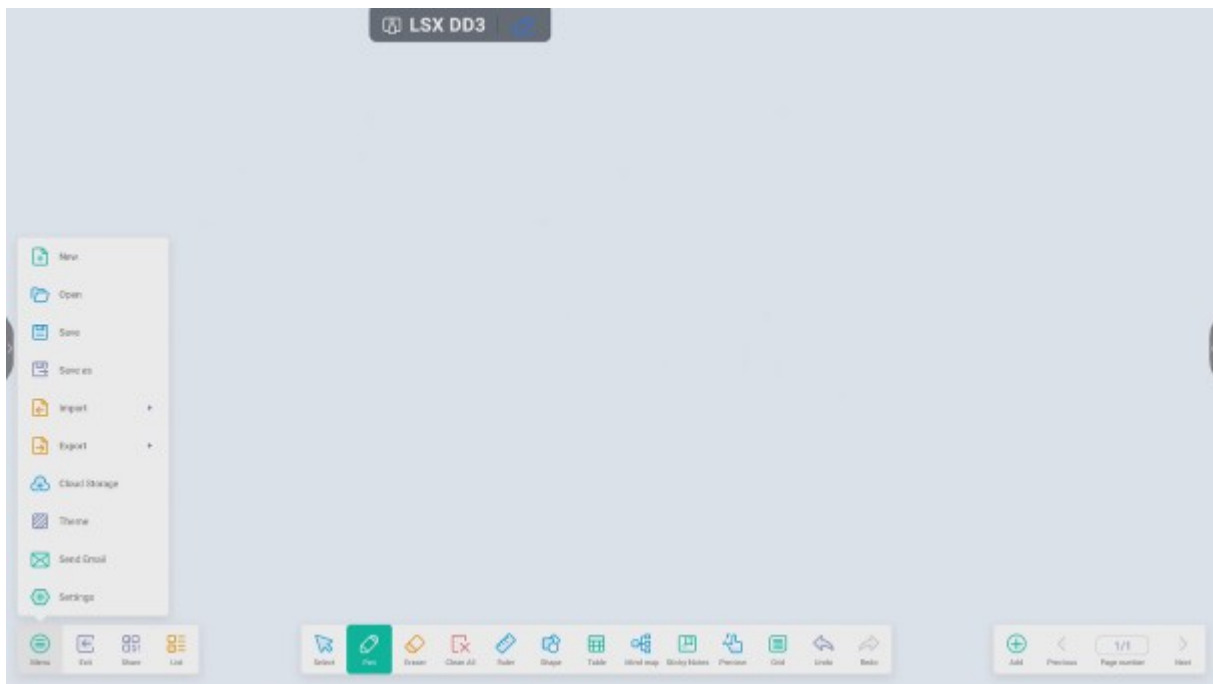 LSX DD3
New
Open
Save
Save as
Import
Export
Cloud Storage
Theme
Send Email
Settings
Menu Exit Share List
Select Pen Eraser Clean All Ruler Shape Table Mind map Sticky Notes Precise Grid Undo Redo
Add Previous 1/1 Page number Next